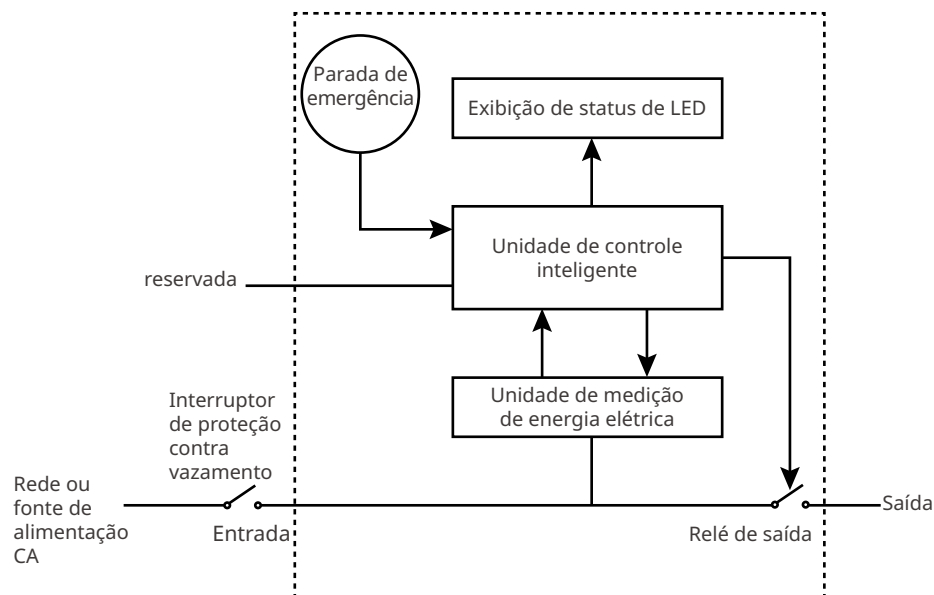 Parada de
emergência
Exibição de status de LED
Unidade de controle
inteligente
reservada
Unidade de medição
de energia elétrica
Interruptor
de proteção
contra
vazamento
Rede ou
fonte de
alimentação
CA
Entrada
Relé de saída
Saída